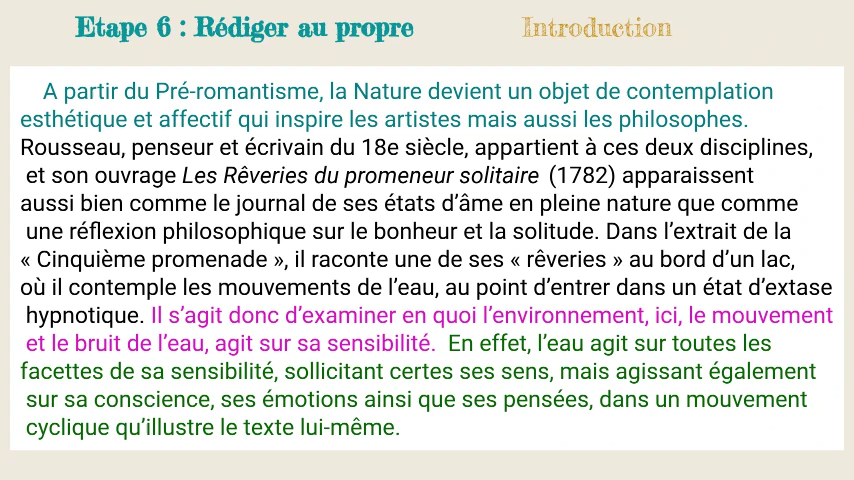 Etape 6 : Rédiger au propre Introduction
A partir du Pré-romantisme, la Nature devient un objet de contemplation
esthétique et affectif qui inspire les artistes mais aussi les philosophes.
Rousseau, penseur et écrivain du 18e siècle, appartient à ces deux disciplines,
et son ouvrage Les Rêveries du promeneur solitaire (1782) apparaissent
aussi bien comme le journal de ses états d’âme en pleine nature que comme
une réflexion philosophique sur le bonheur et la solitude. Dans l’extrait de la
« Cinquième promenade », il raconte une de ses « rêveries » au bord d’un lac,
où il contemple les mouvements de l’eau, au point d’entrer dans un état d’extase
hypnotique. Il s’agit donc d’examiner en quoi l’environnement, ici, le mouvement
et le bruit de l’eau, agit sur sa sensibilité. En effet, l’eau agit sur toutes les
facettes de sa sensibilité, sollicitant certes ses sens, mais agissant également
sur sa conscience, ses émotions ainsi que ses pensées, dans un mouvement
cyclique qu’illustre le texte lui-même.